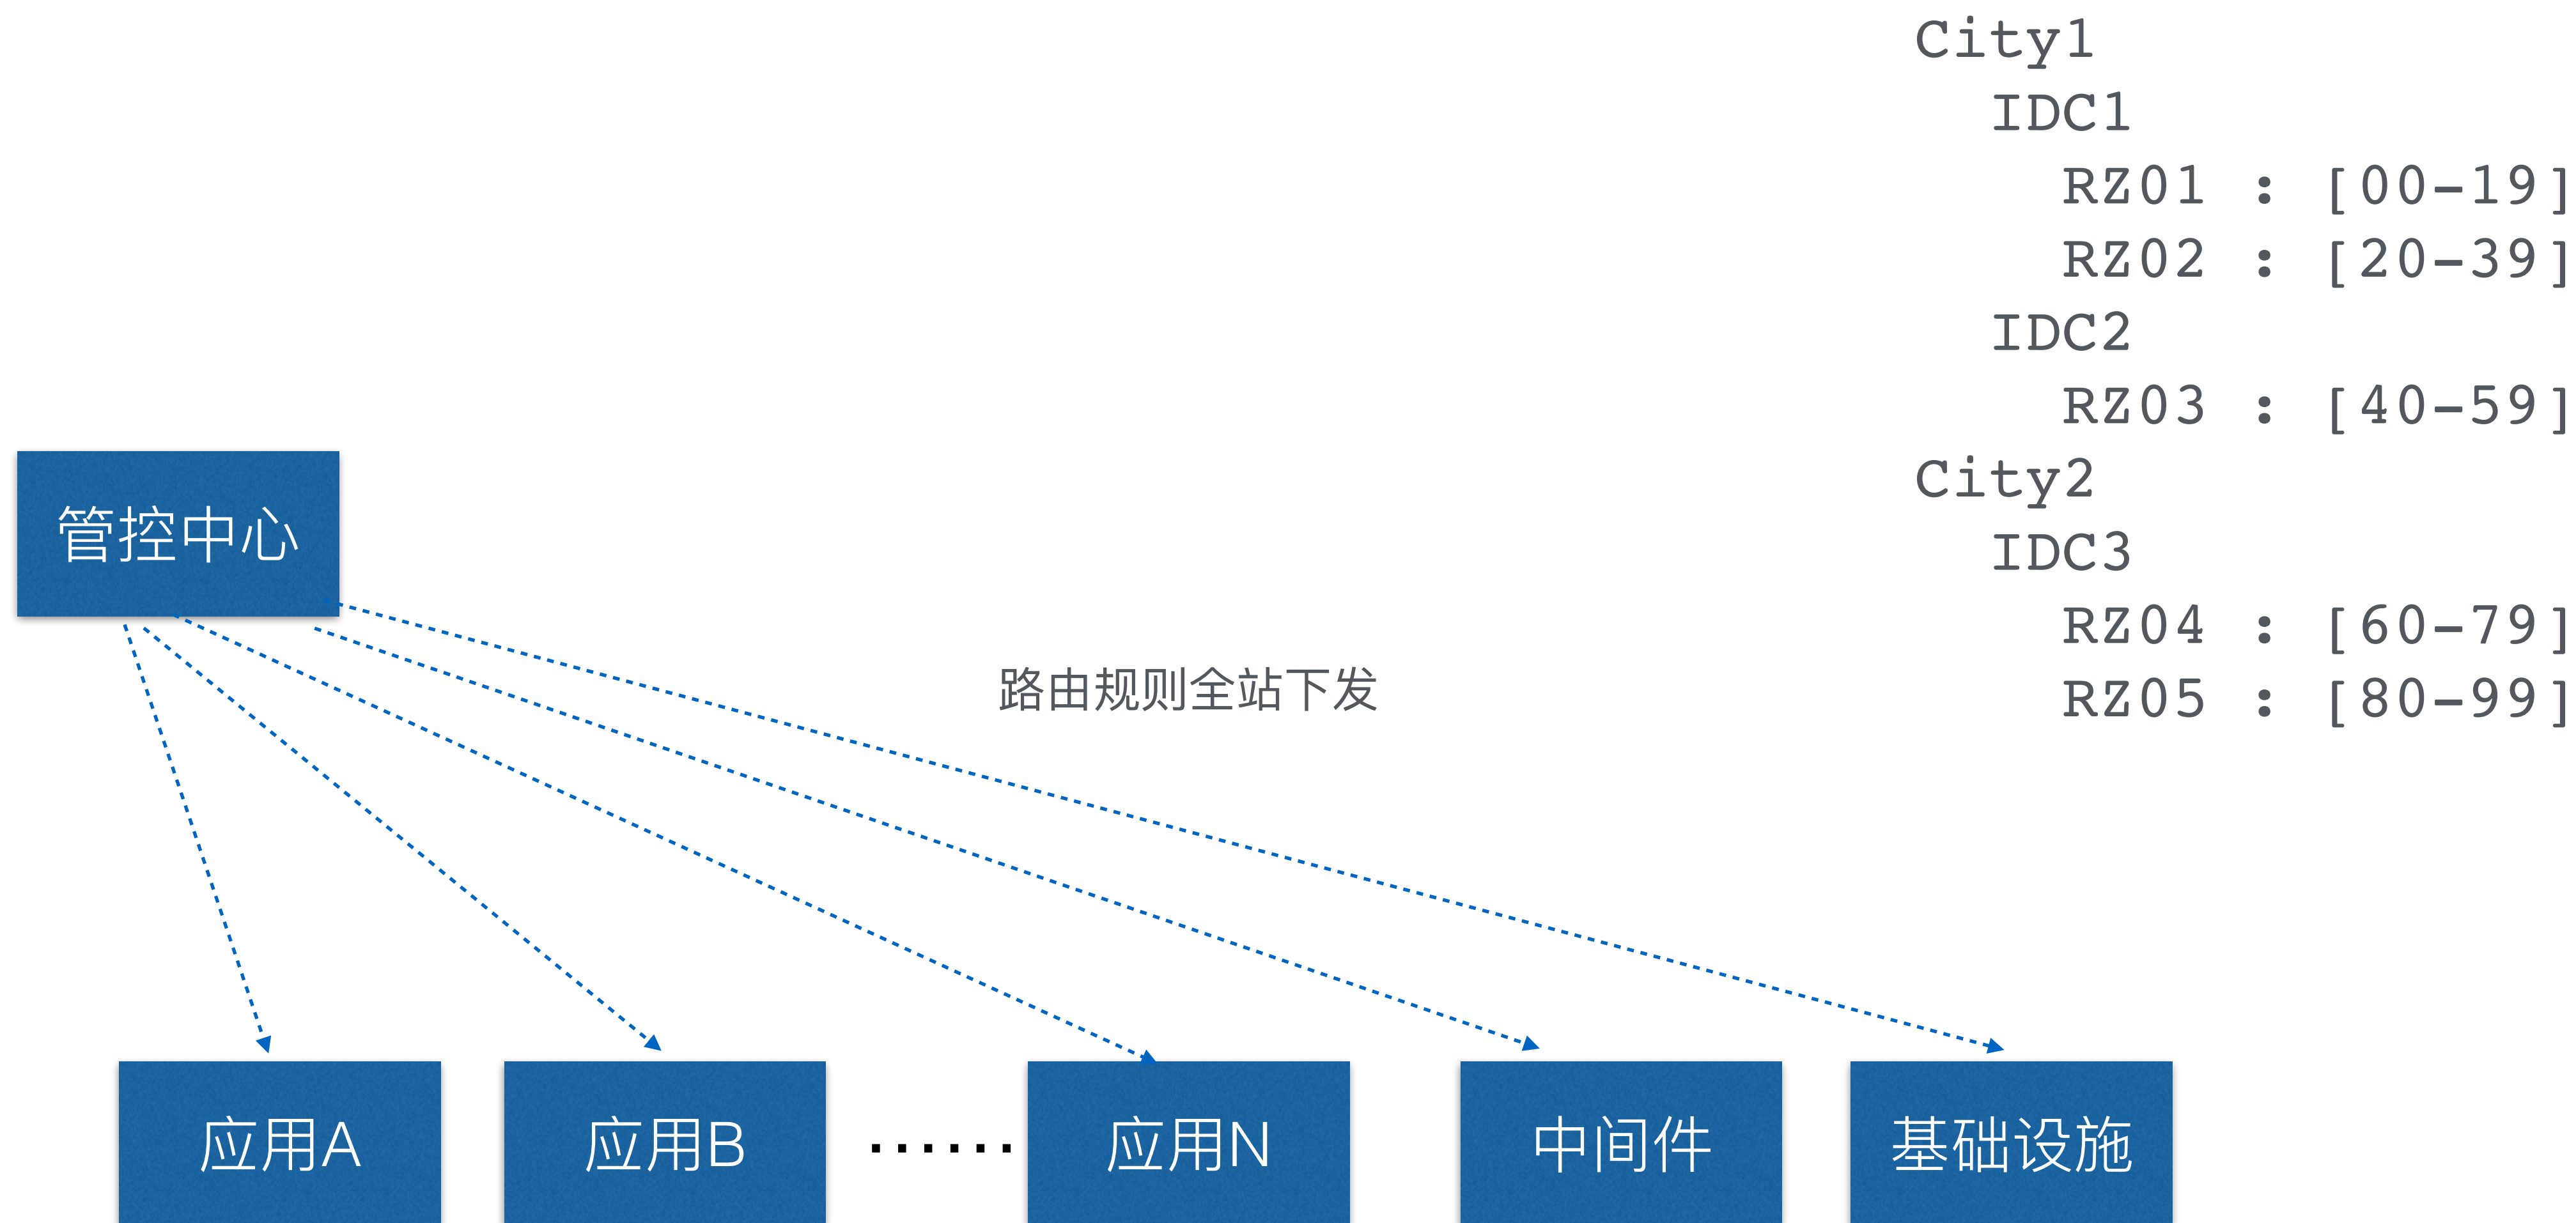 City1
IDC1
RZ01 : [00-19]
RZ02 : [20-39]
IDC2
RZ03 : [40-59]
City2
IDC3
RZ04 : [60-79]
RZ05 : [80-99]
管控中心
路由规则全站下发
应用A
应用B
......
应用N
中间件
基础设施